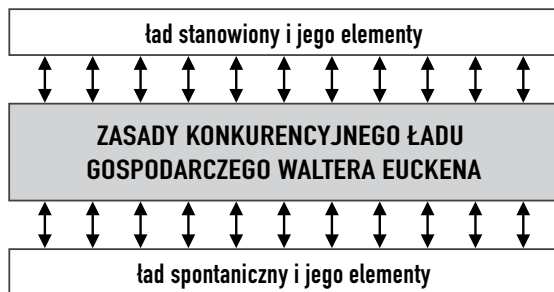 ład stanowiony i jego elementy
ZASADY KONKURENCYJNEGO ŁADU
GOSPODARCZEGO WALTERA EUCKENA
ład spontaniczny i jego elementy